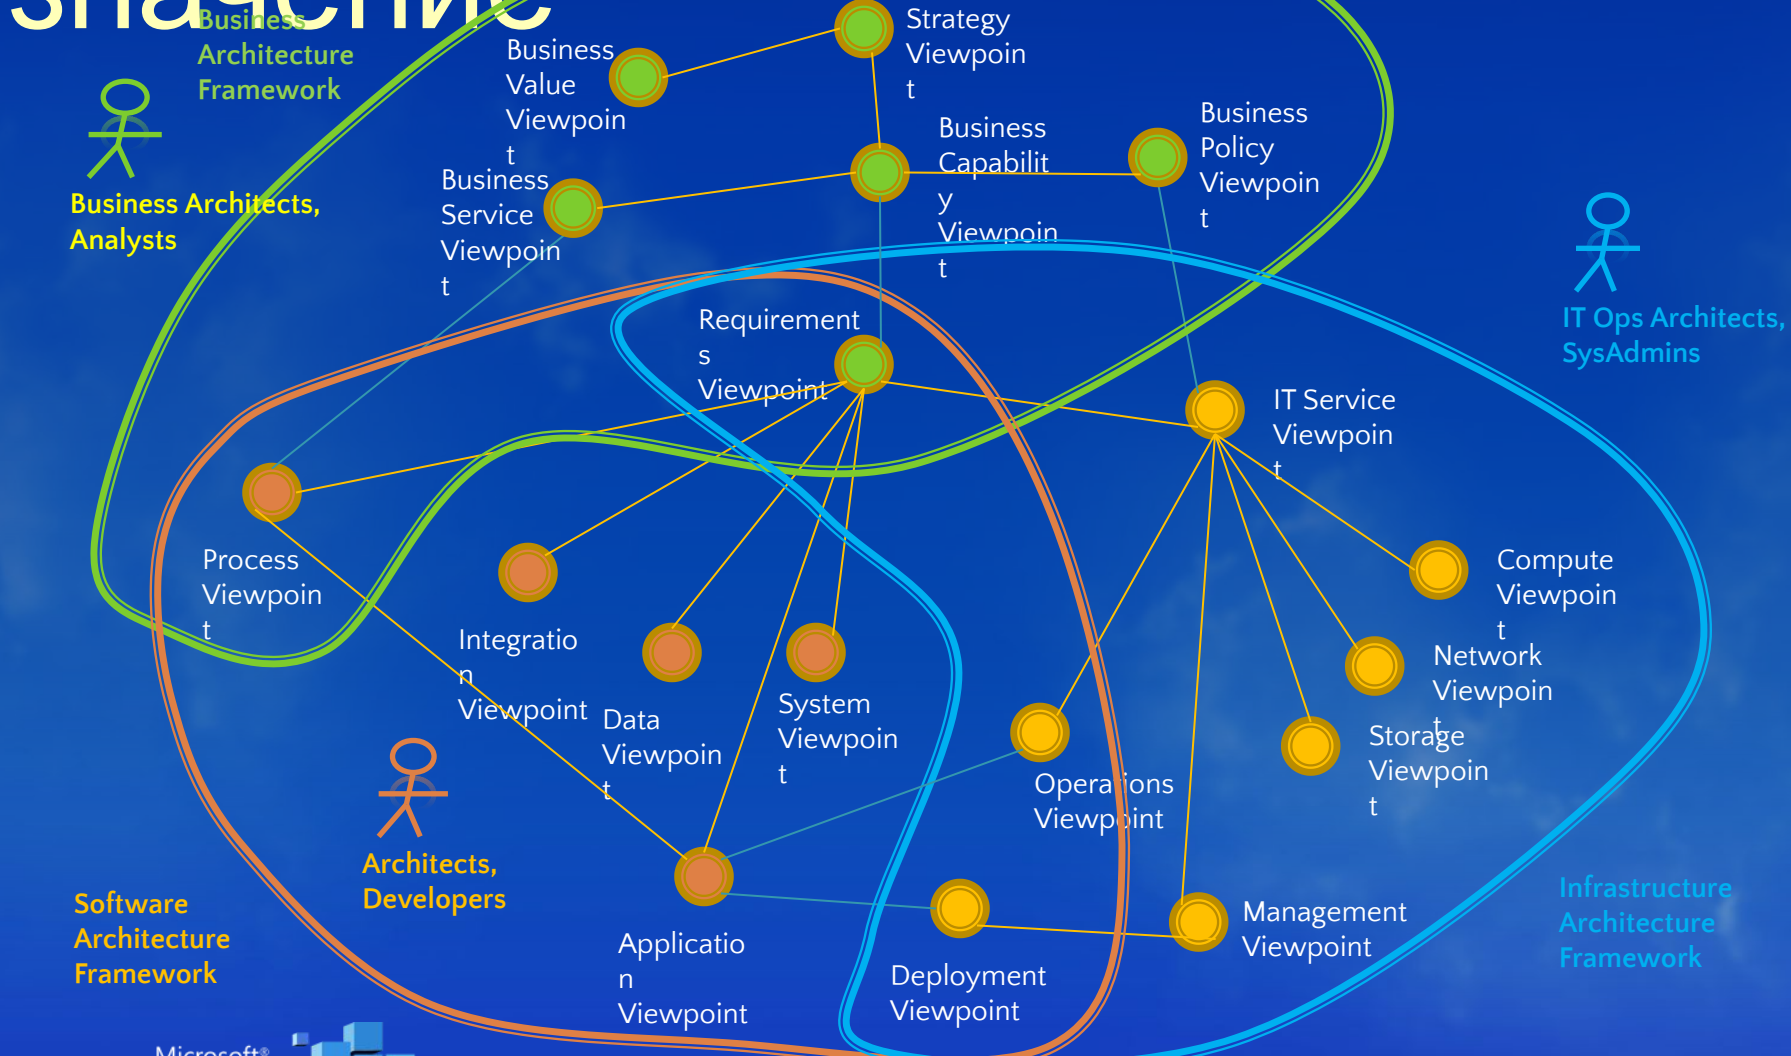 значение
Business
Architecture
Framework
Strategy
Viewpoin
t
Business
Value
Viewpoin
t
Business
Capabilit
y
Viewpoin
t
Business
Policy
Viewpoin
t
Business
Service
Viewpoin
t
Business Architects,
Analysts
IT Ops Architects,
SysAdmins
Requirement
s
Viewpoint
IT Service
Viewpoin
t
Process
Viewpoin
t
Integratio
n
Viewpoint
Data
Viewpoin
t
System
Viewpoin
t
Compute
Viewpoin
t
Network
Viewpoin
t
Storage
Viewpoin
t
Operations
Viewpoint
Architects,
Developers
Software
Architecture
Framework
Applicatio
n
Viewpoint
Deployment
Viewpoint
Management
Viewpoint
Infrastructure
Architecture
Framework
Microsoft®